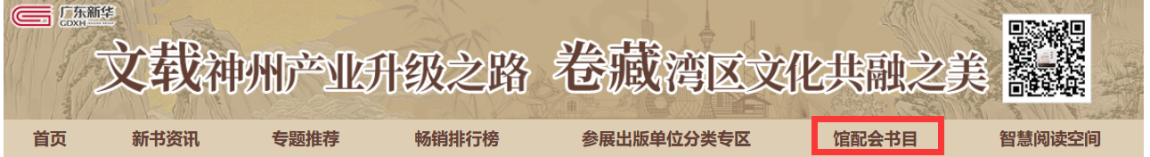 广东新华
GDXH
文载神州产业升级之路 卷藏湾区文化共融之美
首页 新书资讯 专题推荐 畅销排行榜 参展出版单位分类专区 馆配会书目 智慧阅读空间